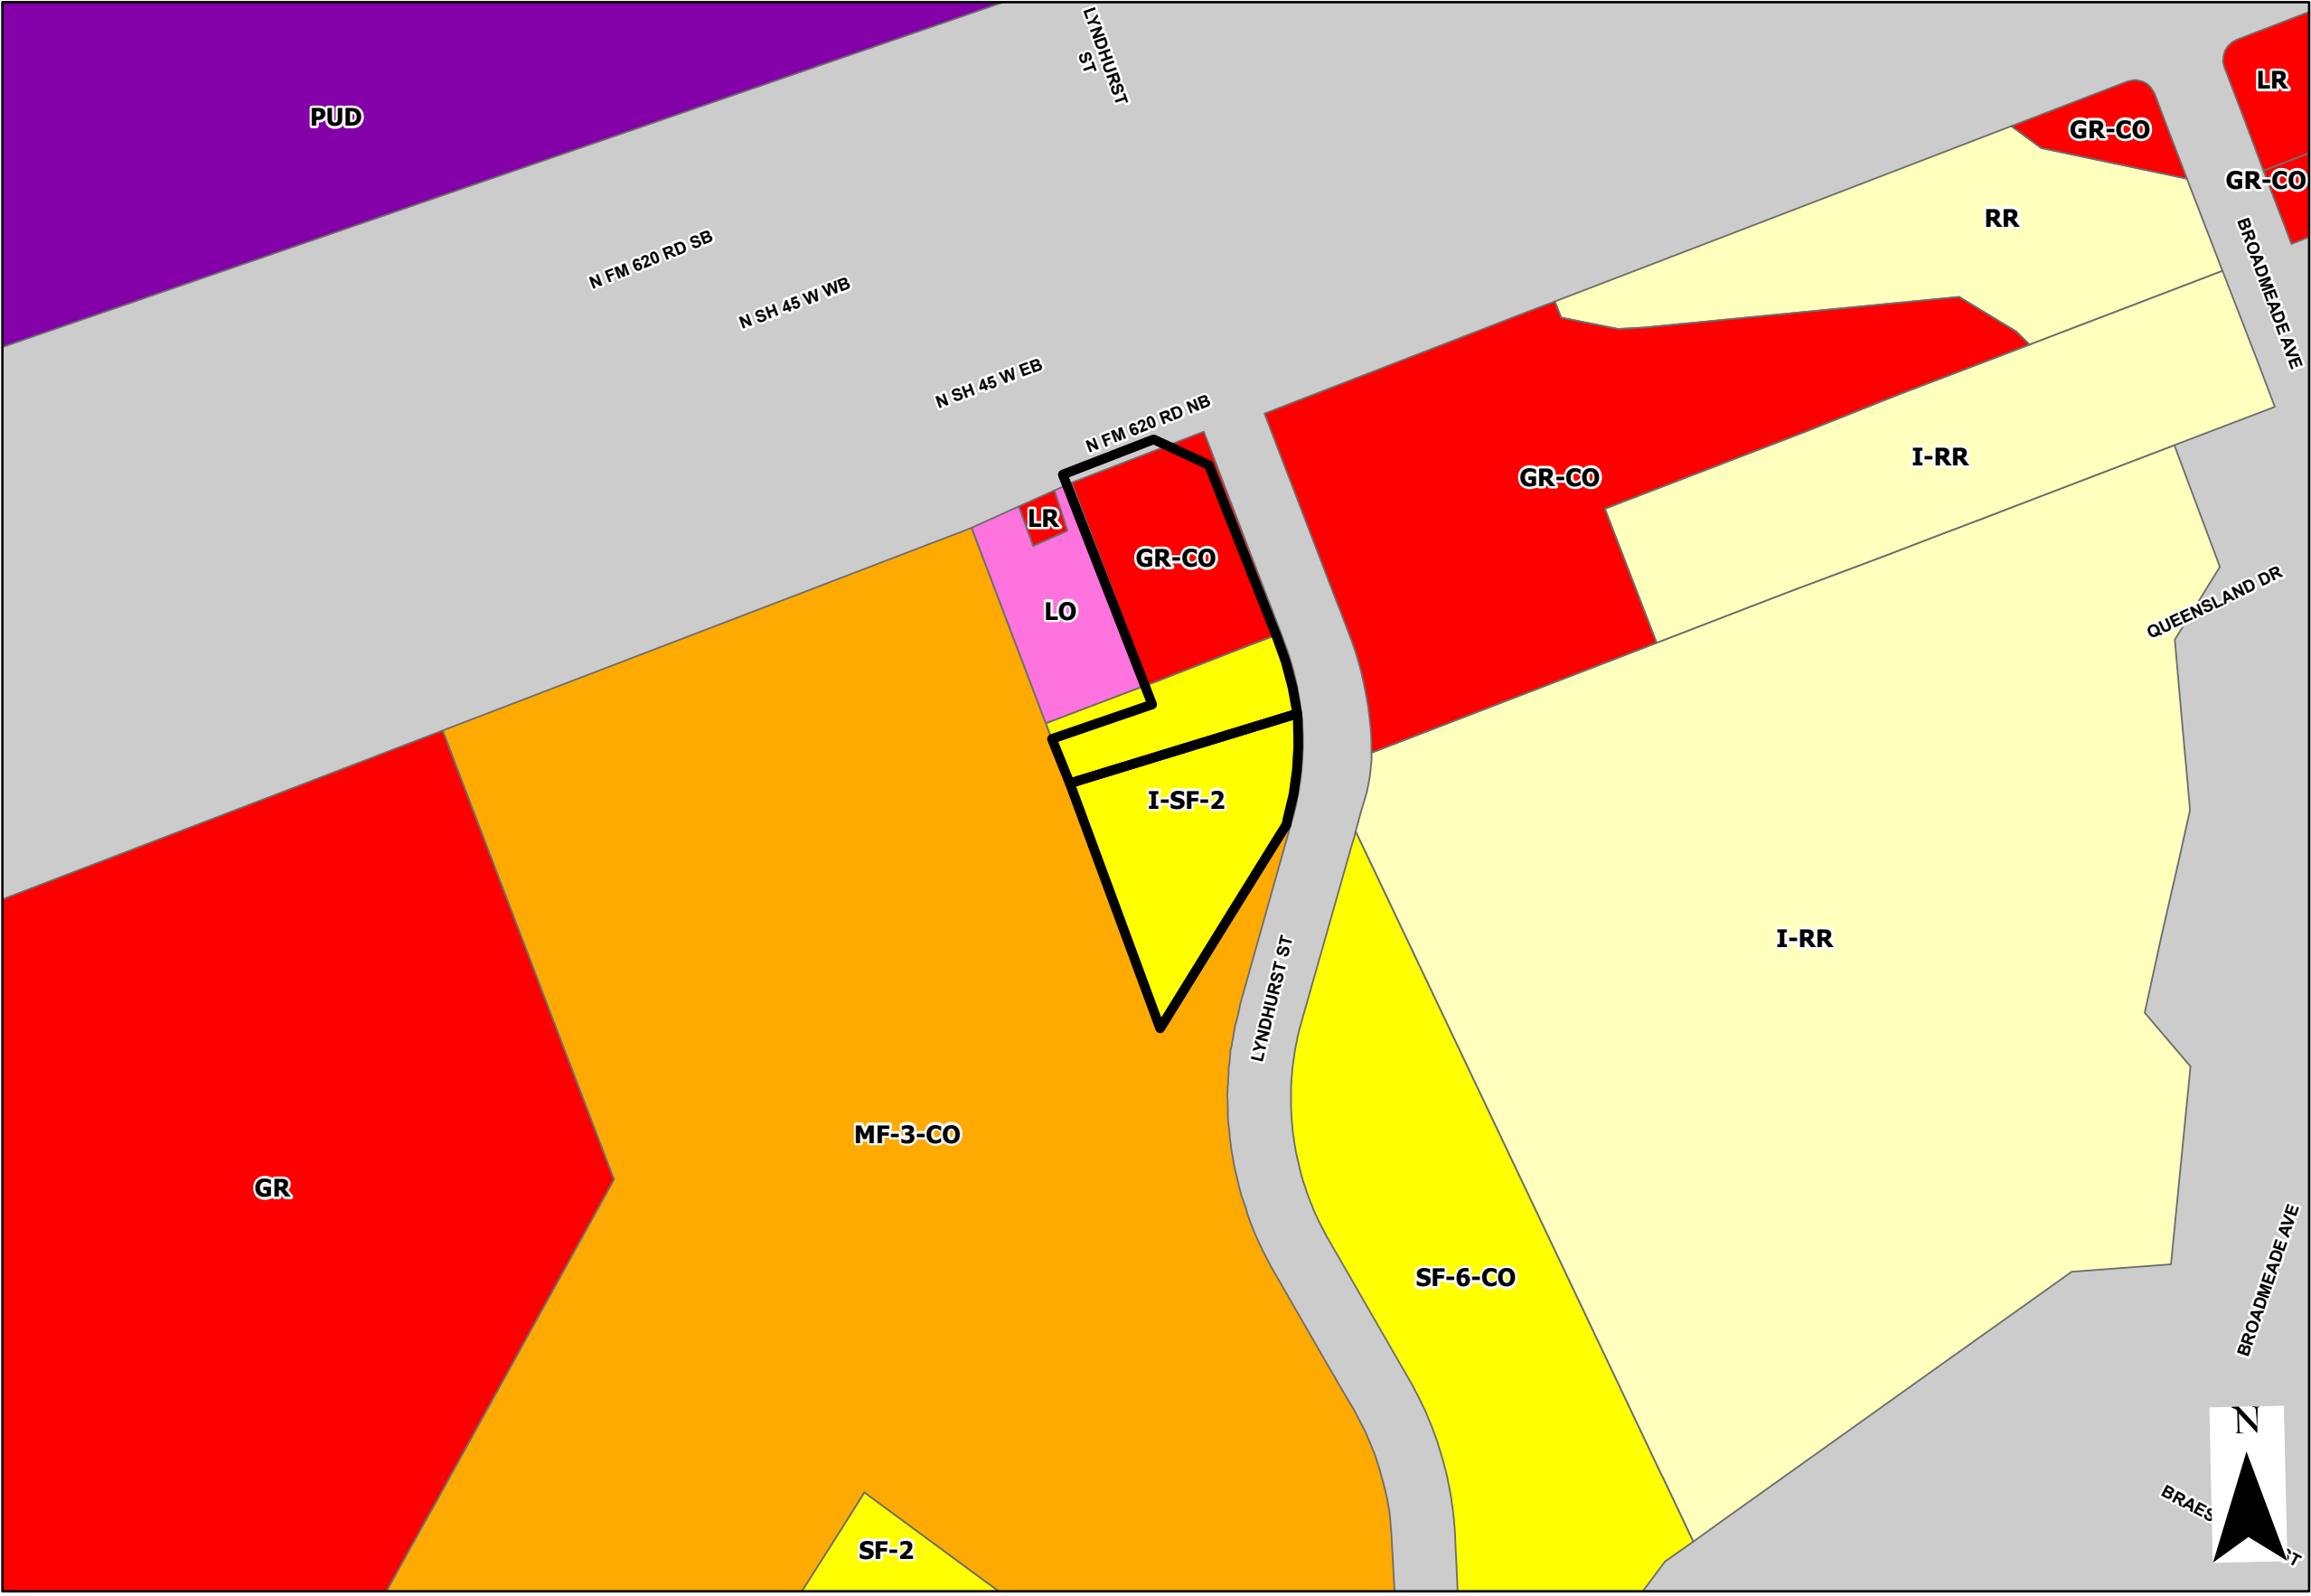 LYNDHURST
ST
LR
PUD
GR-CO
GR-CO
RR
N FM 620 RD SB
BROADMEADE AVE
N SH 45 W WB
N SH 45 W EB
N FM 620 RD NB
I-RR
GR-CO
LR
GR-CO
QUEENSLAND DR
LO
I-SF-2
I-RR
LYNDHURST ST
MF-3-CO
GR
SF-6-CO
BROADMEADE AVE
N
SF-2